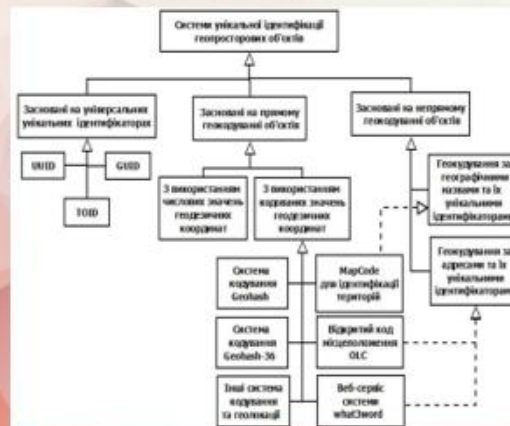 Системи унікальної ідентифікації
геопросторових об'єктів
Засновані на універсальних
унікальних ідентифікаторах
Засновані на прямому
геокодуванні об'єктів
Засновані на непрямому
геокодуванні об'єктів
UUID
GUID
TOID
З використанням
числових значень
геодезичних
координат
З використанням
кодованих значень
геодезичних
координат
Геокодування за
географічними
назвами та їх
унікальними
ідентифікаторами
Геокодування за
адресами та їх
унікальними
ідентифікаторами
Система
кодування
Geohash
MapCode
для ідентифікації
територій
Система
кодування
Geohash-36
Відкритий код
місцеположення
OLC
Інші система
кодування
та геолокації
Веб-сервіс
системи
what3word